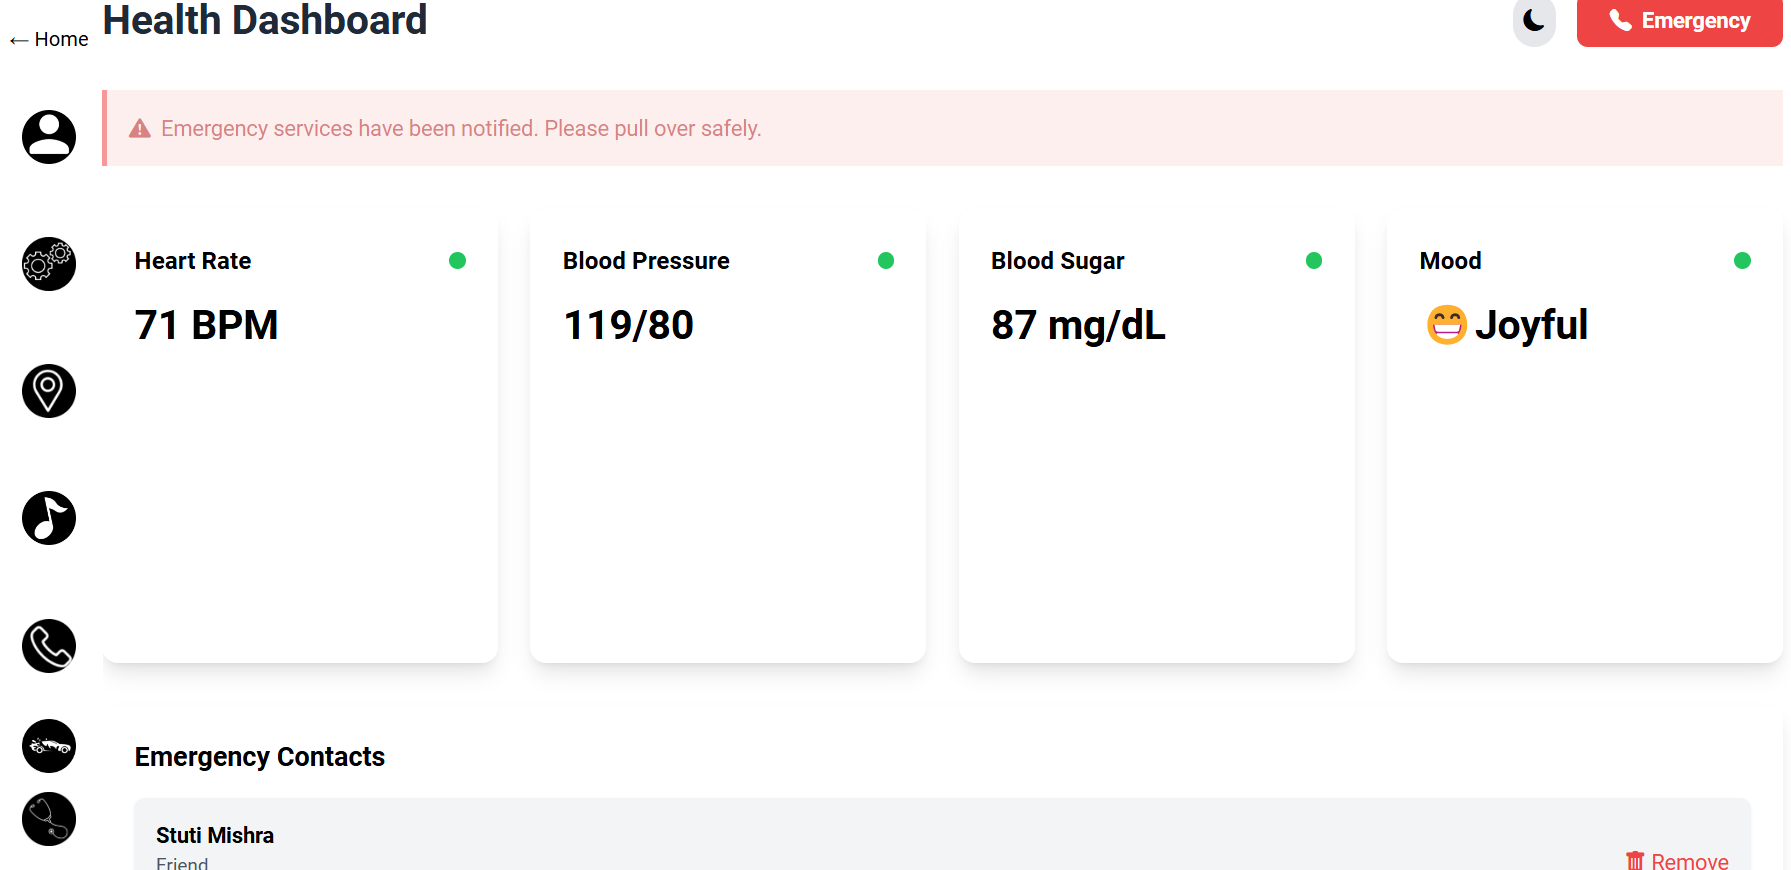 ← Home
Health Dashboard
Emergency
Emergency services have been notified. Please pull over safely.
Heart Rate
71 BPM
Blood Pressure
119/80
Blood Sugar
87 mg/dL
Mood
😁 Joyful
Emergency Contacts
Stuti Mishra
Friend
Remove